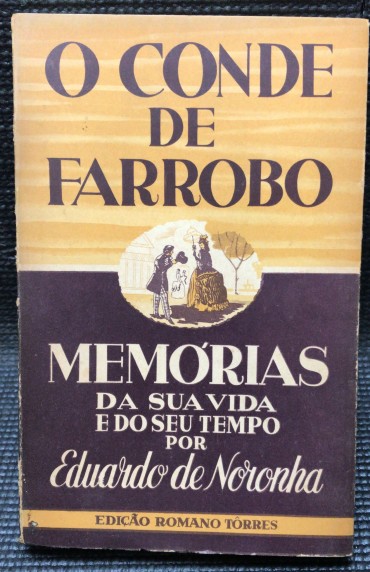 O CONDE
DE
FARROBO
MEMÓRIAS
DA SUA VIDA
E DO SEU TEMPO
POR
Eduardo de Noronha
EDIÇÃO ROMANO TÔRRES